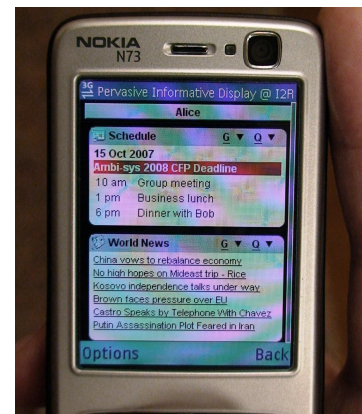 NOKIA
N73
3G
Pervasive Informative Display @ I2R
Alice
Schedule G ▼ Q ▼
15 Oct 2007
Ambi-sys 2008 CFP Deadline
10 am Group meeting
1 pm Business lunch
6 pm Dinner with Bob
World News G ▼ Q ▼
China vows to rebalance economy
No high hopes on Mideast trip - Rice
Kosovo independence talks under way
Brown faces pressure over EU
Castro Speaks by Telephone With Chavez
Putin Assassination Plot Feared in Iran
Options Back